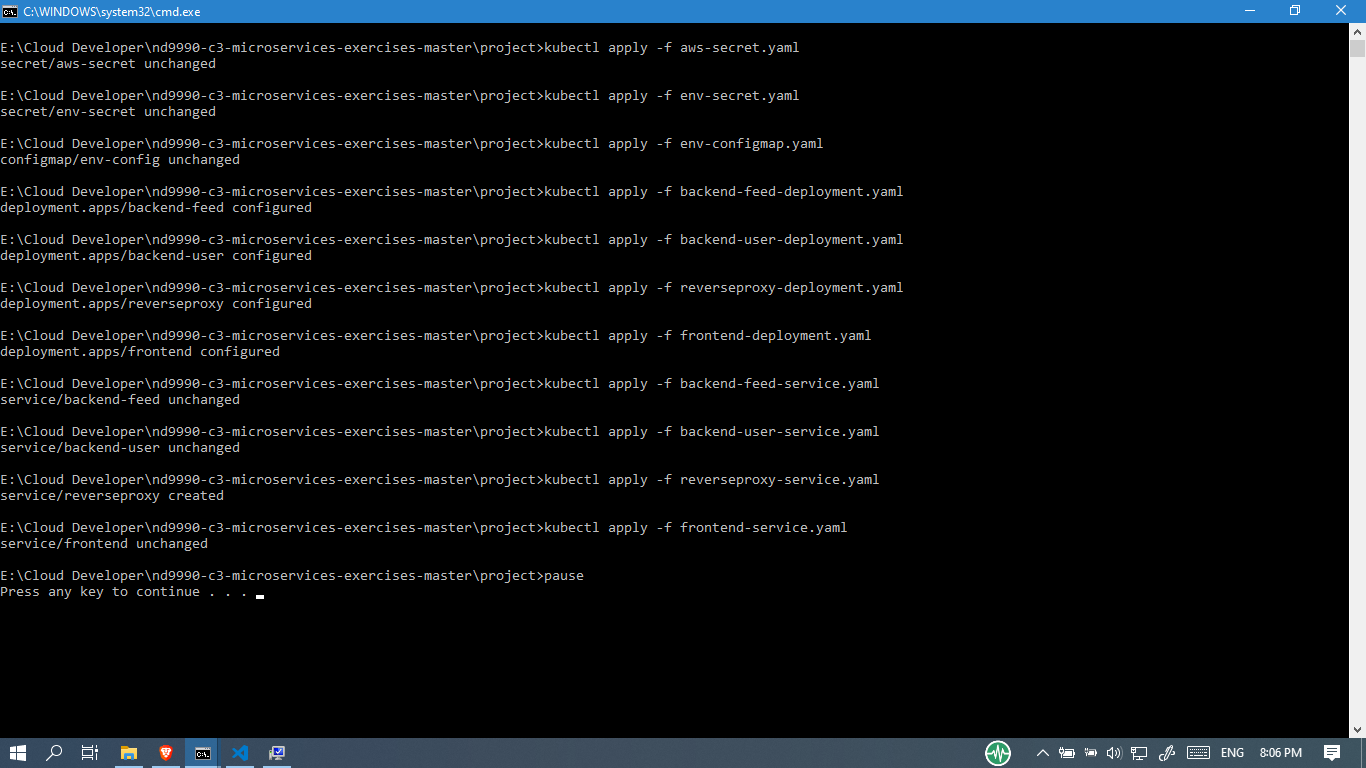 C:\WINDOWS\system32\cmd.exe
E:\Cloud Developer\nd9990-c3-microservices-exercises-master\project>kubectl apply -f aws-secret.yaml
secret/aws-secret unchanged
E:\Cloud Developer\nd9990-c3-microservices-exercises-master\project>kubectl apply -f env-secret.yaml
secret/env-secret unchanged
E:\Cloud Developer\nd9990-c3-microservices-exercises-master\project>kubectl apply -f env-configmap.yaml
configmap/env-config unchanged
E:\Cloud Developer\nd9990-c3-microservices-exercises-master\project>kubectl apply -f backend-feed-deployment.yaml
deployment.apps/backend-feed configured
E:\Cloud Developer\nd9990-c3-microservices-exercises-master\project>kubectl apply -f backend-user-deployment.yaml
deployment.apps/backend-user configured
E:\Cloud Developer\nd9990-c3-microservices-exercises-master\project>kubectl apply -f reverseproxy-deployment.yaml
deployment.apps/reverseproxy configured
E:\Cloud Developer\nd9990-c3-microservices-exercises-master\project>kubectl apply -f frontend-deployment.yaml
deployment.apps/frontend configured
E:\Cloud Developer\nd9990-c3-microservices-exercises-master\project>kubectl apply -f backend-feed-service.yaml
service/backend-feed unchanged
E:\Cloud Developer\nd9990-c3-microservices-exercises-master\project>kubectl apply -f backend-user-service.yaml
service/backend-user unchanged
E:\Cloud Developer\nd9990-c3-microservices-exercises-master\project>kubectl apply -f reverseproxy-service.yaml
service/reverseproxy created
E:\Cloud Developer\nd9990-c3-microservices-exercises-master\project>kubectl apply -f frontend-service.yaml
service/frontend unchanged
E:\Cloud Developer\nd9990-c3-microservices-exercises-master\project>pause
Press any key to continue . . .
ENG 8:06 PM